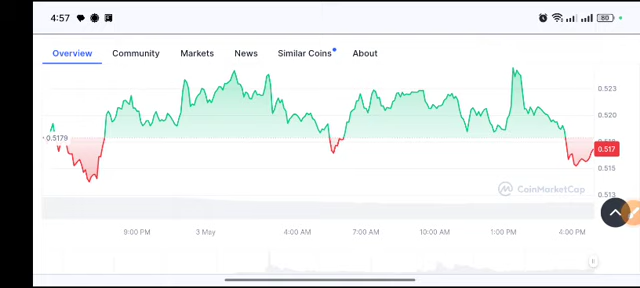 4:57
80
Overview Community Markets News Similar Coins About
0.523
0.520
0.5179
0.517
0.515
0.513
CoinMarketCap
9:00 PM 3 May 4:00 AM 7:00 AM 10:00 AM 1:00 PM 4:00 PM